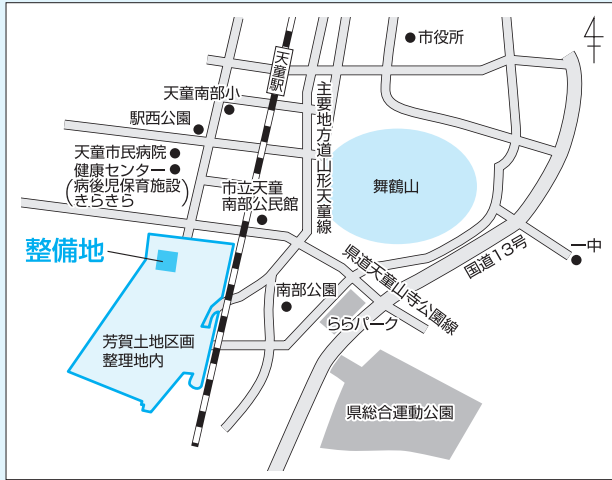 市役所
天童駅
天童南部小
駅西公園
主要地方道山形天童線
天童市民病院
健康センター
(病後児保育施設
きらきら)
市立天童
南部公民館
舞鶴山
整備地
県道天童山寺公園線
国道13号
一中
南部公園
ららパーク
芳賀土地区画
整理地内
県総合運動公園